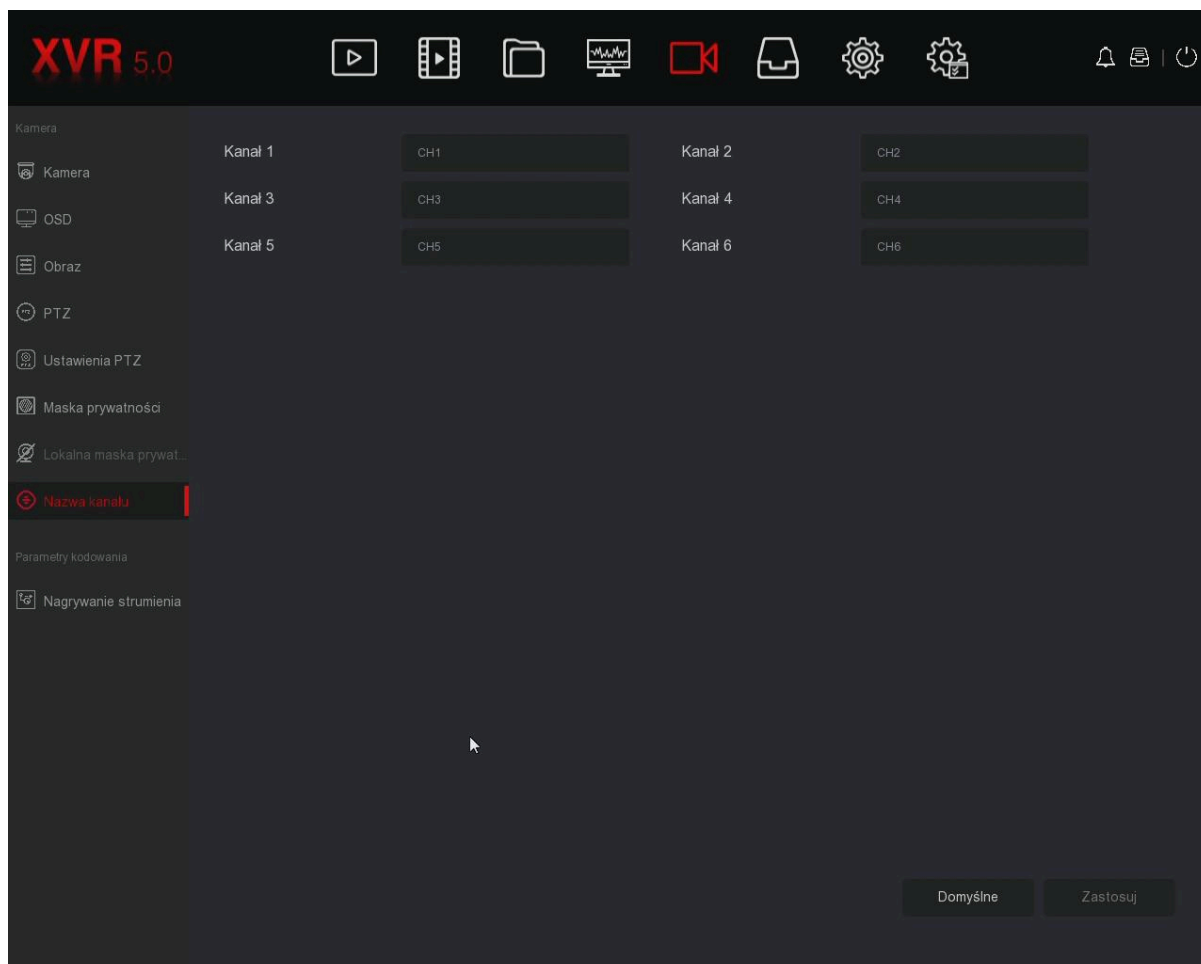 XVR 5.0
Kamera
Kamera
OSD
Obraz
PTZ
Ustawienia PTZ
Maska prywatności
Lokalna maska prywat...
Nazwa kanału
Parametry kodowania
Nagrywanie strumienia
Kanał 1 CH1 Kanał 2 CH2
Kanał 3 CH3 Kanał 4 CH4
Kanał 5 CH5 Kanał 6 CH6
Domyślne Zastosuj